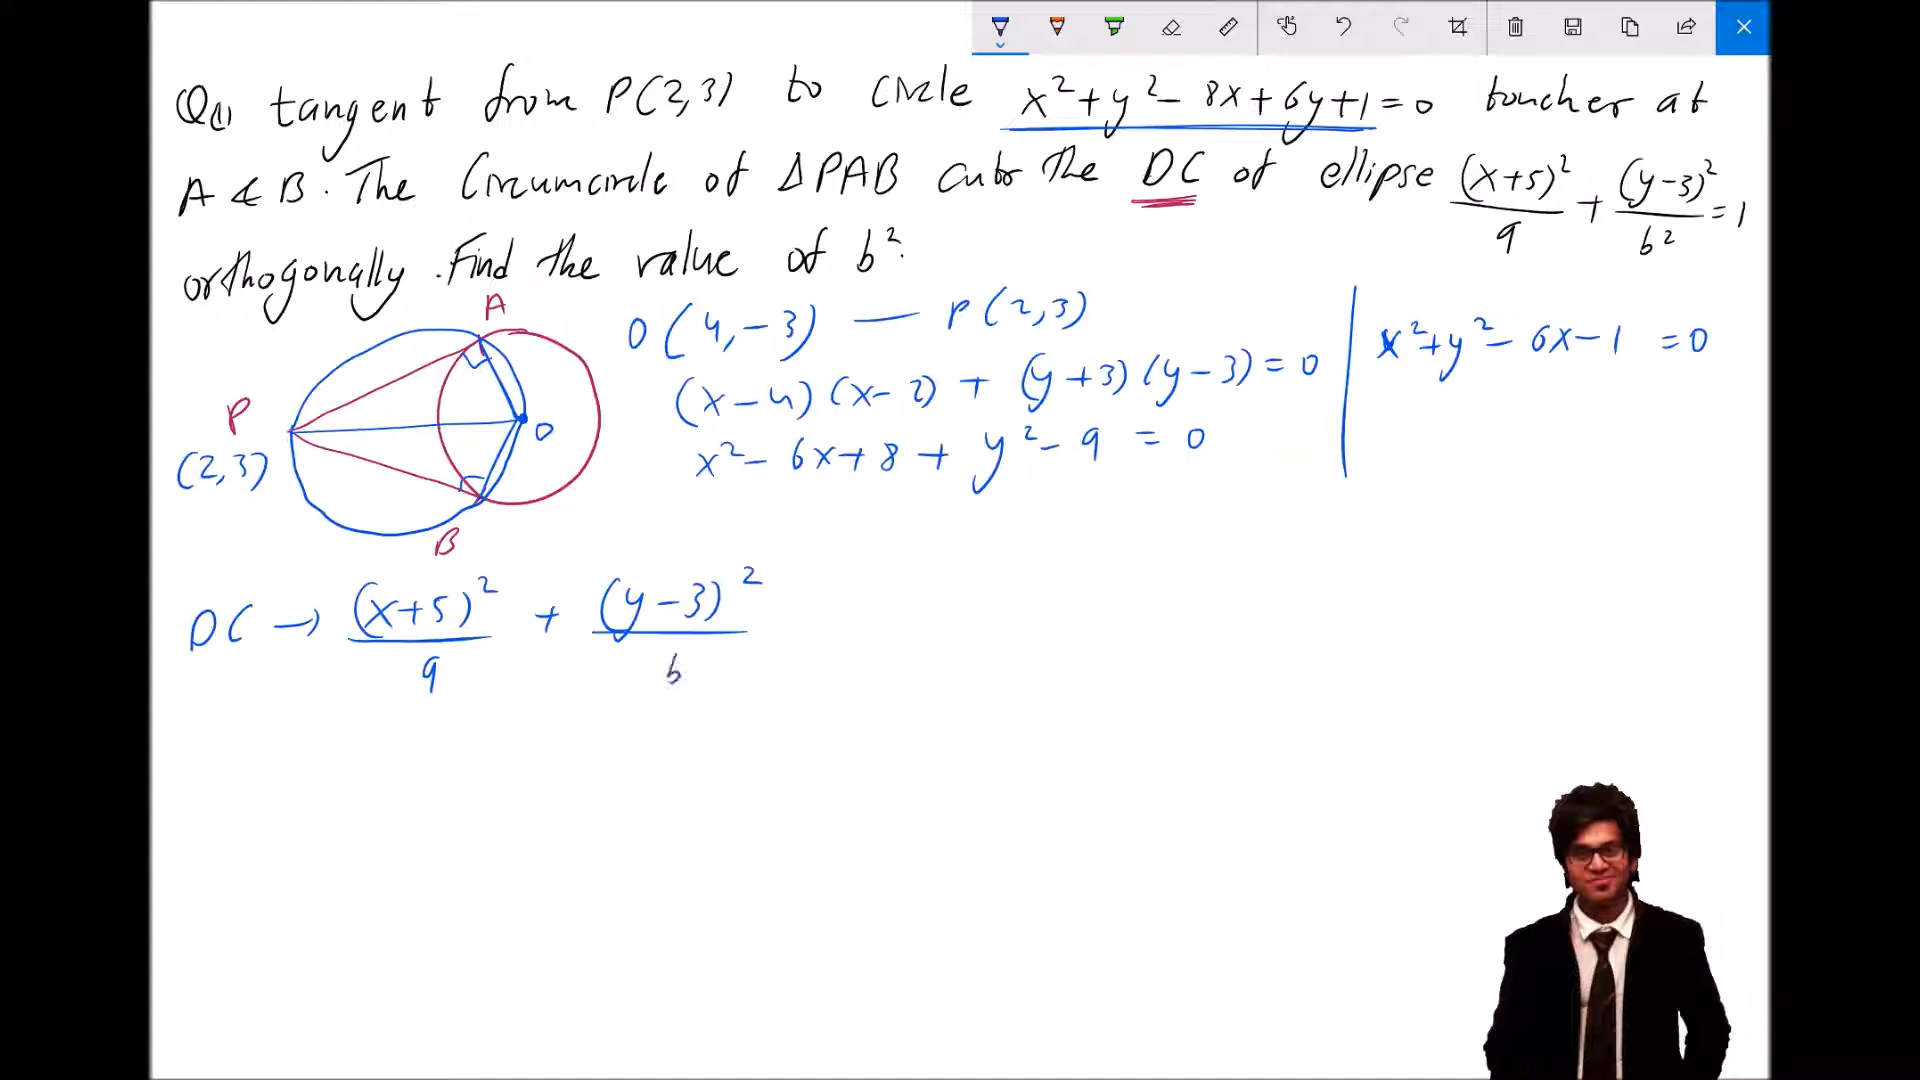 Q(1) tangent from P(2,3) to circle x²+y²-8x+6y+1=0 touches at
A & B. The Circumcircle of ΔPAB cuts the DC of ellipse (x+5)²/9 + (y-3)²/b² = 1
orthogonally. Find the value of b².
A
O(4,-3) — P(2,3)
x²+y²-6x-1=0
(x-4)(x-2) + (y+3)(y-3) = 0
P
O
(2,3)
x²-6x+8+y²-9=0
B
DC → (x+5)²/9 + (y-3)²/b